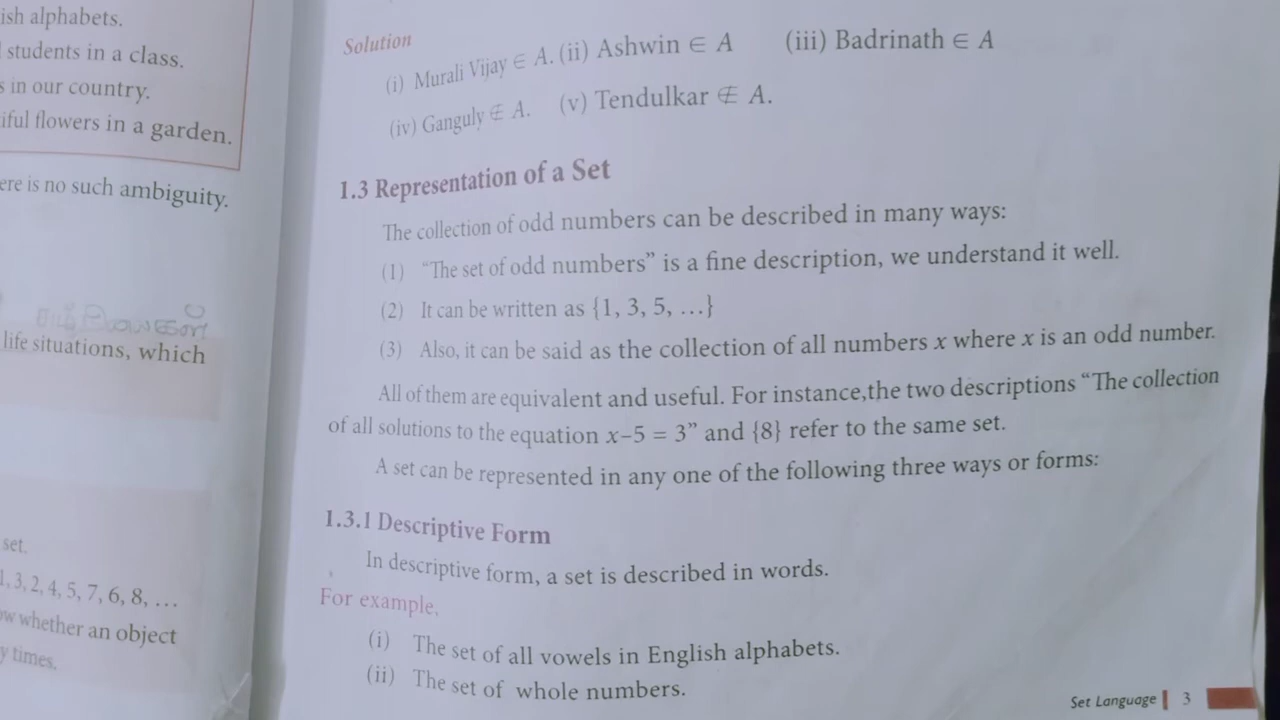 ish alphabets.
students in a class.
s in our country.
iful flowers in a garden.
ere is no such ambiguity.
life situations, which
set.
1, 3, 2, 4, 5, 7, 6, 8, …
ow whether an object
y times.
Solution
(i) Murali Vijay ∈ A. (ii) Ashwin ∈ A (iii) Badrinath ∈ A
(iv) Ganguly ∉ A. (v) Tendulkar ∉ A.
1.3 Representation of a Set
The collection of odd numbers can be described in many ways:
(1) “The set of odd numbers” is a fine description, we understand it well.
(2) It can be written as {1, 3, 5, …}
(3) Also, it can be said as the collection of all numbers x where x is an odd number.
All of them are equivalent and useful. For instance,the two descriptions “The collection
of all solutions to the equation x–5 = 3” and {8} refer to the same set.
A set can be represented in any one of the following three ways or forms:
1.3.1 Descriptive Form
In descriptive form, a set is described in words.
For example,
(i) The set of all vowels in English alphabets.
(ii) The set of whole numbers.
Set Language | 3